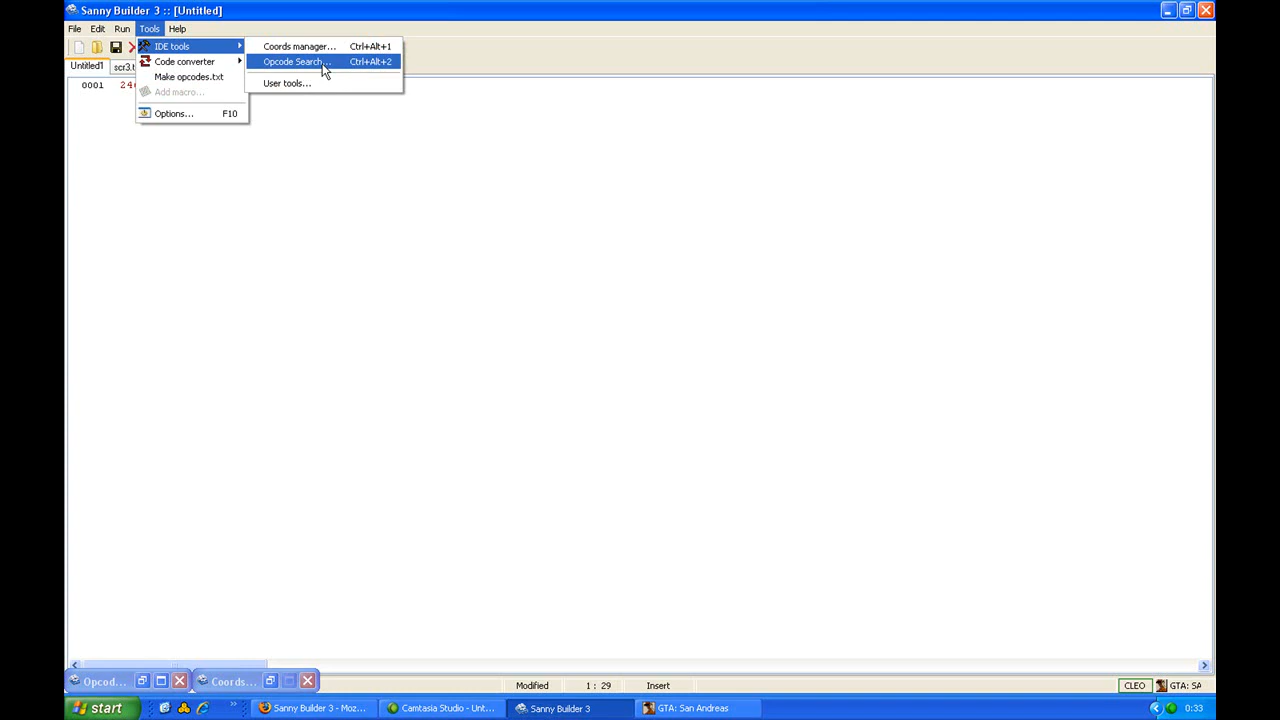 Sanny Builder 3 :: [Untitled]
File Edit Run Tools Help
IDE tools
Coords manager... Ctrl+Alt+1
Untitled1 scr3.t
Code converter
Opcode Search... Ctrl+Alt+2
0001
Make opcodes.txt
User tools...
Add macro...
Options... F10
Opcod... Coords...
Modified 1 : 29 Insert CLEO GTA: SA
start Sanny Builder 3 - Moz... Camtasia Studio - Unt... Sanny Builder 3 GTA: San Andreas 0:33